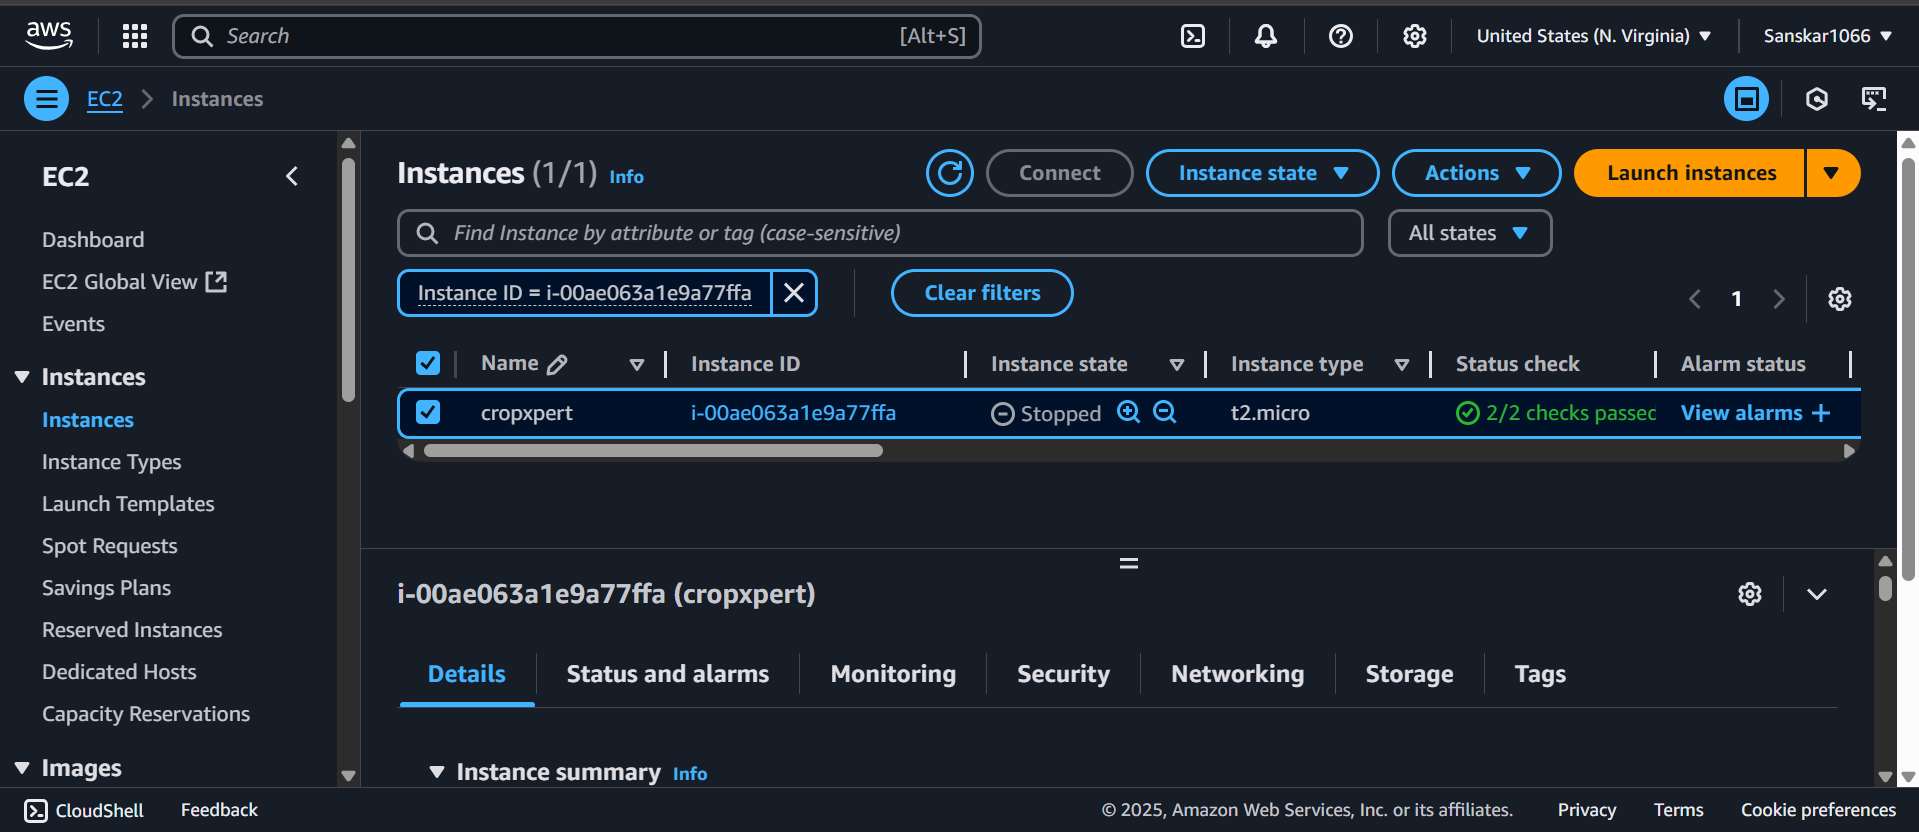 aws Search [Alt+S] United States (N. Virginia) Sanskar1066
EC2 Instances
EC2
Dashboard
EC2 Global View
Events
Instances
Instances
Instance Types
Launch Templates
Spot Requests
Savings Plans
Reserved Instances
Dedicated Hosts
Capacity Reservations
Images
Instances (1/1) Info Connect Instance state Actions Launch instances
Find Instance by attribute or tag (case-sensitive) All states
Instance ID = i-00ae063a1e9a77ffa Clear filters 1
Name Instance ID Instance state Instance type Status check Alarm status
cropxpert i-00ae063a1e9a77ffa Stopped t2.micro 2/2 checks passec View alarms +
i-00ae063a1e9a77ffa (cropxpert)
Details Status and alarms Monitoring Security Networking Storage Tags
Instance summary Info
CloudShell Feedback © 2025, Amazon Web Services, Inc. or its affiliates. Privacy Terms Cookie preferences